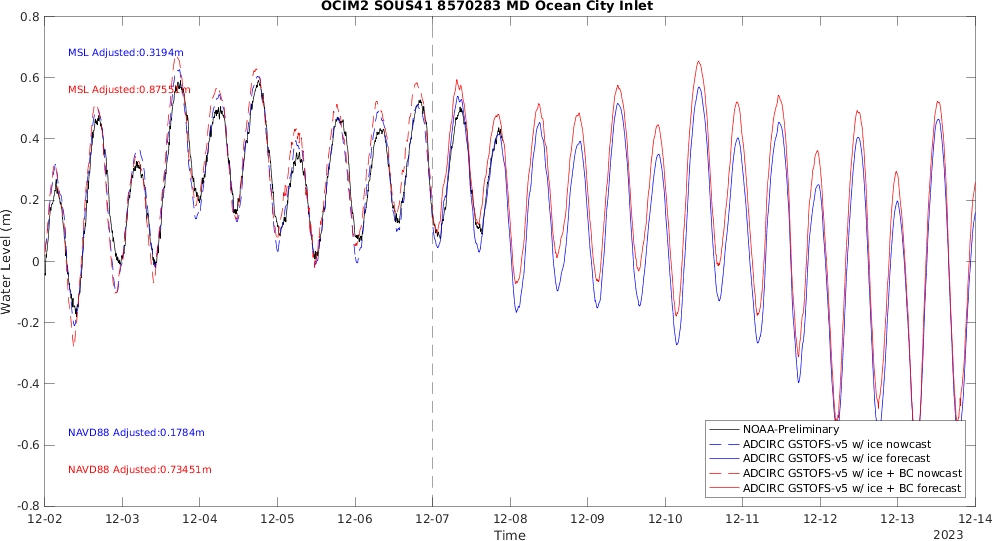 OCIM2 SOUS41 8570283 MD Ocean City Inlet
0.8
MSL Adjusted:0.3194m
0.6
MSL Adjusted:0.8755
0.4
0.2
Water Level (m)
0
-0.2
-0.4
NAVD88 Adjusted:0.1784m
NOAA-Preliminary
-0.6
ADCIRC GSTOFS-v5 w/ ice nowcast
ADCIRC GSTOFS-v5 w/ ice forecast
NAVD88 Adjusted:0.73451m
ADCIRC GSTOFS-v5 w/ ice + BC nowcast
ADCIRC GSTOFS-v5 w/ ice + BC forecast
-0.8
12-02 12-03 12-04 12-05 12-06 12-07 12-08 12-09 12-10 12-11 12-12 12-13 12-14
Time
2023